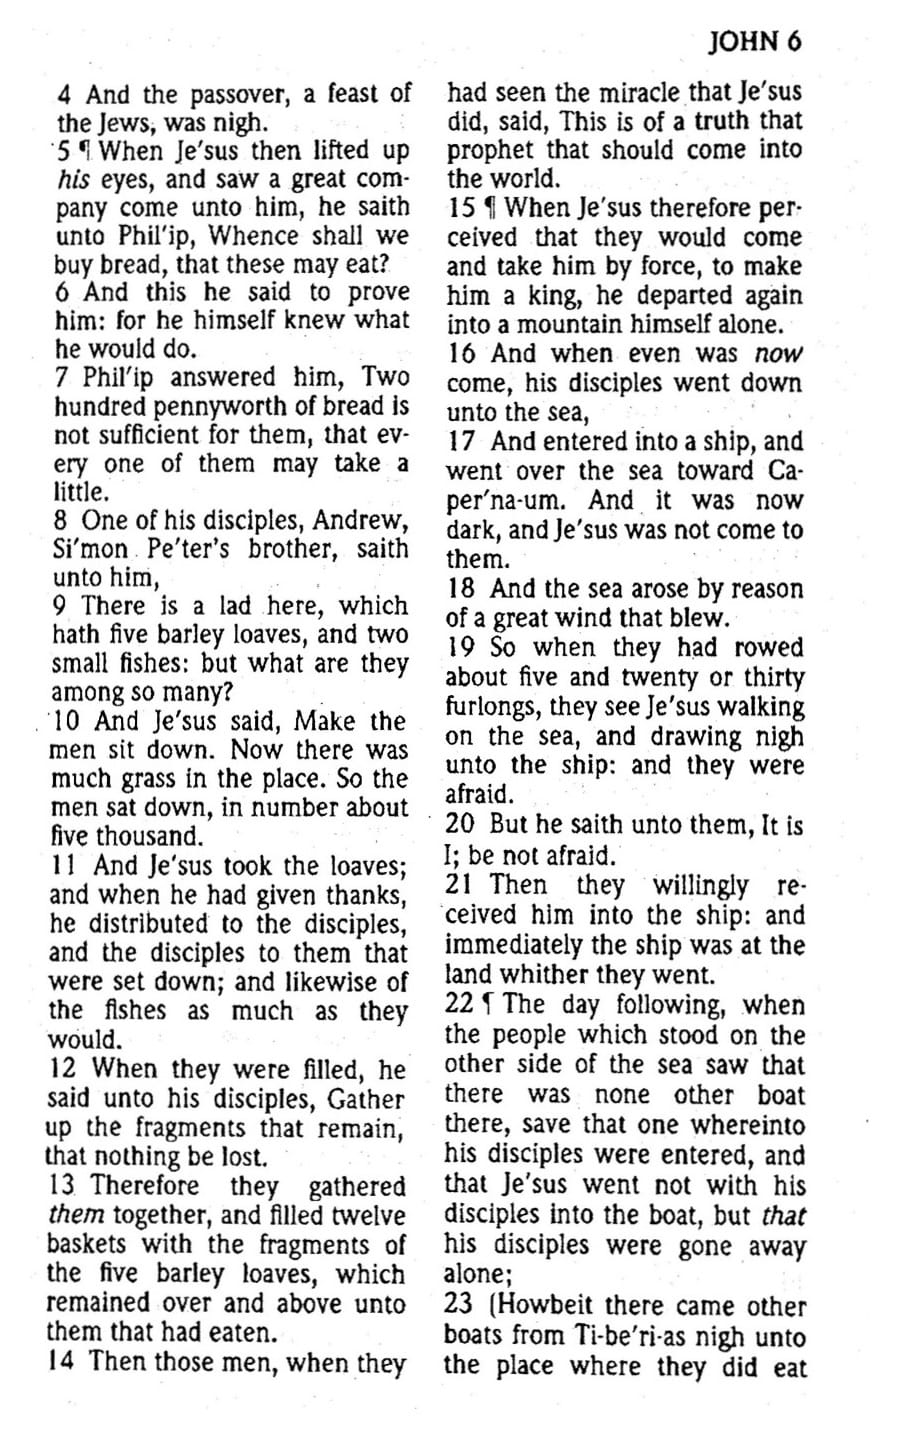 JOHN 6
4 And the passover, a feast of
the Jews, was nigh.
5 ¶ When Je′sus then lifted up
his eyes, and saw a great com-
pany come unto him, he saith
unto Phil′ip, Whence shall we
buy bread, that these may eat?
6 And this he said to prove
him: for he himself knew what
he would do.
7 Phil′ip answered him, Two
hundred pennyworth of bread is
not sufficient for them, that ev-
ery one of them may take a
little.
8 One of his disciples, Andrew,
Si′mon Pe′ter's brother, saith
unto him,
9 There is a lad here, which
hath five barley loaves, and two
small fishes: but what are they
among so many?
10 And Je′sus said, Make the
men sit down. Now there was
much grass in the place. So the
men sat down, in number about
five thousand.
11 And Je′sus took the loaves;
and when he had given thanks,
he distributed to the disciples,
and the disciples to them that
were set down; and likewise of
the fishes as much as they
would.
12 When they were filled, he
said unto his disciples, Gather
up the fragments that remain,
that nothing be lost.
13 Therefore they gathered
them together, and filled twelve
baskets with the fragments of
the five barley loaves, which
remained over and above unto
them that had eaten.
14 Then those men, when they
had seen the miracle that Je′sus
did, said, This is of a truth that
prophet that should come into
the world.
15 ¶ When Je′sus therefore per-
ceived that they would come
and take him by force, to make
him a king, he departed again
into a mountain himself alone.
16 And when even was now
come, his disciples went down
unto the sea,
17 And entered into a ship, and
went over the sea toward Ca-
per′na-um. And it was now
dark, and Je′sus was not come to
them.
18 And the sea arose by reason
of a great wind that blew.
19 So when they had rowed
about five and twenty or thirty
furlongs, they see Je′sus walking
on the sea, and drawing nigh
unto the ship: and they were
afraid.
20 But he saith unto them, It is
I; be not afraid.
21 Then they willingly re-
ceived him into the ship: and
immediately the ship was at the
land whither they went.
22 ¶ The day following, when
the people which stood on the
other side of the sea saw that
there was none other boat
there, save that one whereinto
his disciples were entered, and
that Je′sus went not with his
disciples into the boat, but that
his disciples were gone away
alone;
23 (Howbeit there came other
boats from Ti-be′ri-as nigh unto
the place where they did eat